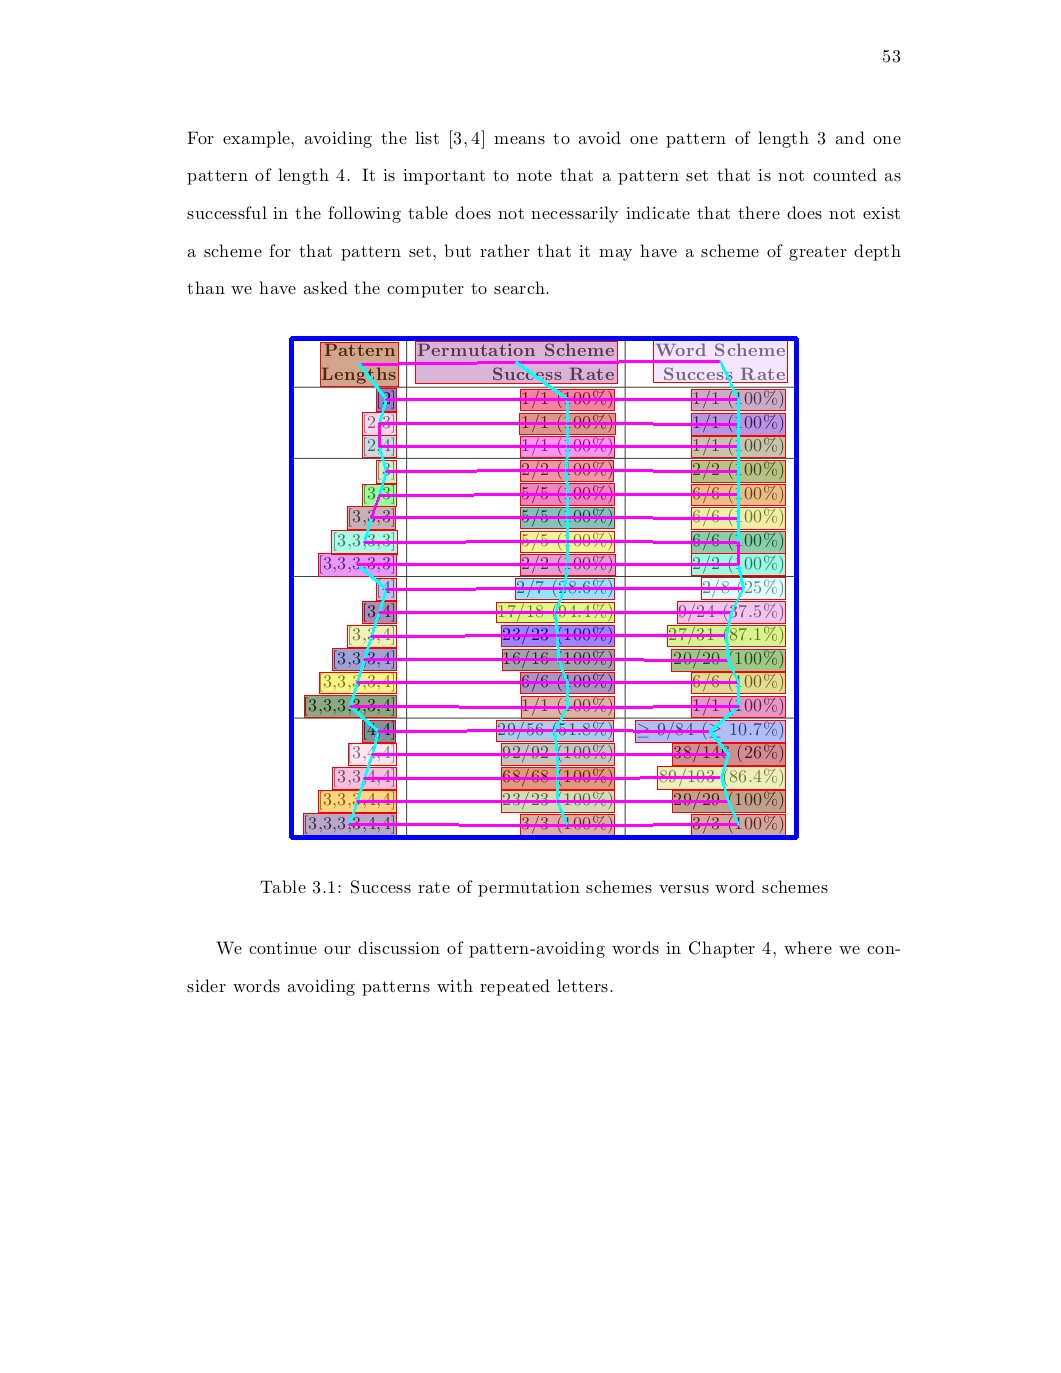 53
For example, avoiding the list [3, 4] means to avoid one pattern of length 3 and one
pattern of length 4. It is important to note that a pattern set that is not counted as
successful in the following table does not necessarily indicate that there does not exist
a scheme for that pattern set, but rather that it may have a scheme of greater depth
than we have asked the computer to search.
Pattern Permutation Scheme Word Scheme
Lengths Success Rate Success Rate
[2] 1/1 (100%) 1/1 (100%)
[2,3] 1/1 (100%) 1/1 (100%)
[2,4] 1/1 (100%) 1/1 (100%)
[3] 2/2 (100%) 2/2 (100%)
[3,3] 5/5 (100%) 6/6 (100%)
[3,3,3] 5/5 (100%) 6/6 (100%)
[3,3,3,3] 5/5 (100%) 6/6 (100%)
[3,3,3,3,3] 2/2 (100%) 2/2 (100%)
[4] 2/7 (28.6%) 2/8 (25%)
[3,4] 17/18 (94.4%) 9/24 (37.5%)
[3,3,4] 23/23 (100%) 27/31 (87.1%)
[3,3,3,4] 16/16 (100%) 20/20 (100%)
[3,3,3,3,4] 6/6 (100%) 6/6 (100%)
[3,3,3,3,3,4] 1/1 (100%) 1/1 (100%)
[4,4] 29/56 (51.8%) ≥ 9/84 (≥ 10.7%)
[3,4,4] 92/92 (100%) 38/146 (26%)
[3,3,4,4] 68/68 (100%) 89/103 (86.4%)
[3,3,3,4,4] 23/23 (100%) 29/29 (100%)
[3,3,3,3,4,4] 3/3 (100%) 3/3 (100%)
Table 3.1: Success rate of permutation schemes versus word schemes
We continue our discussion of pattern-avoiding words in Chapter 4, where we con-
sider words avoiding patterns with repeated letters.